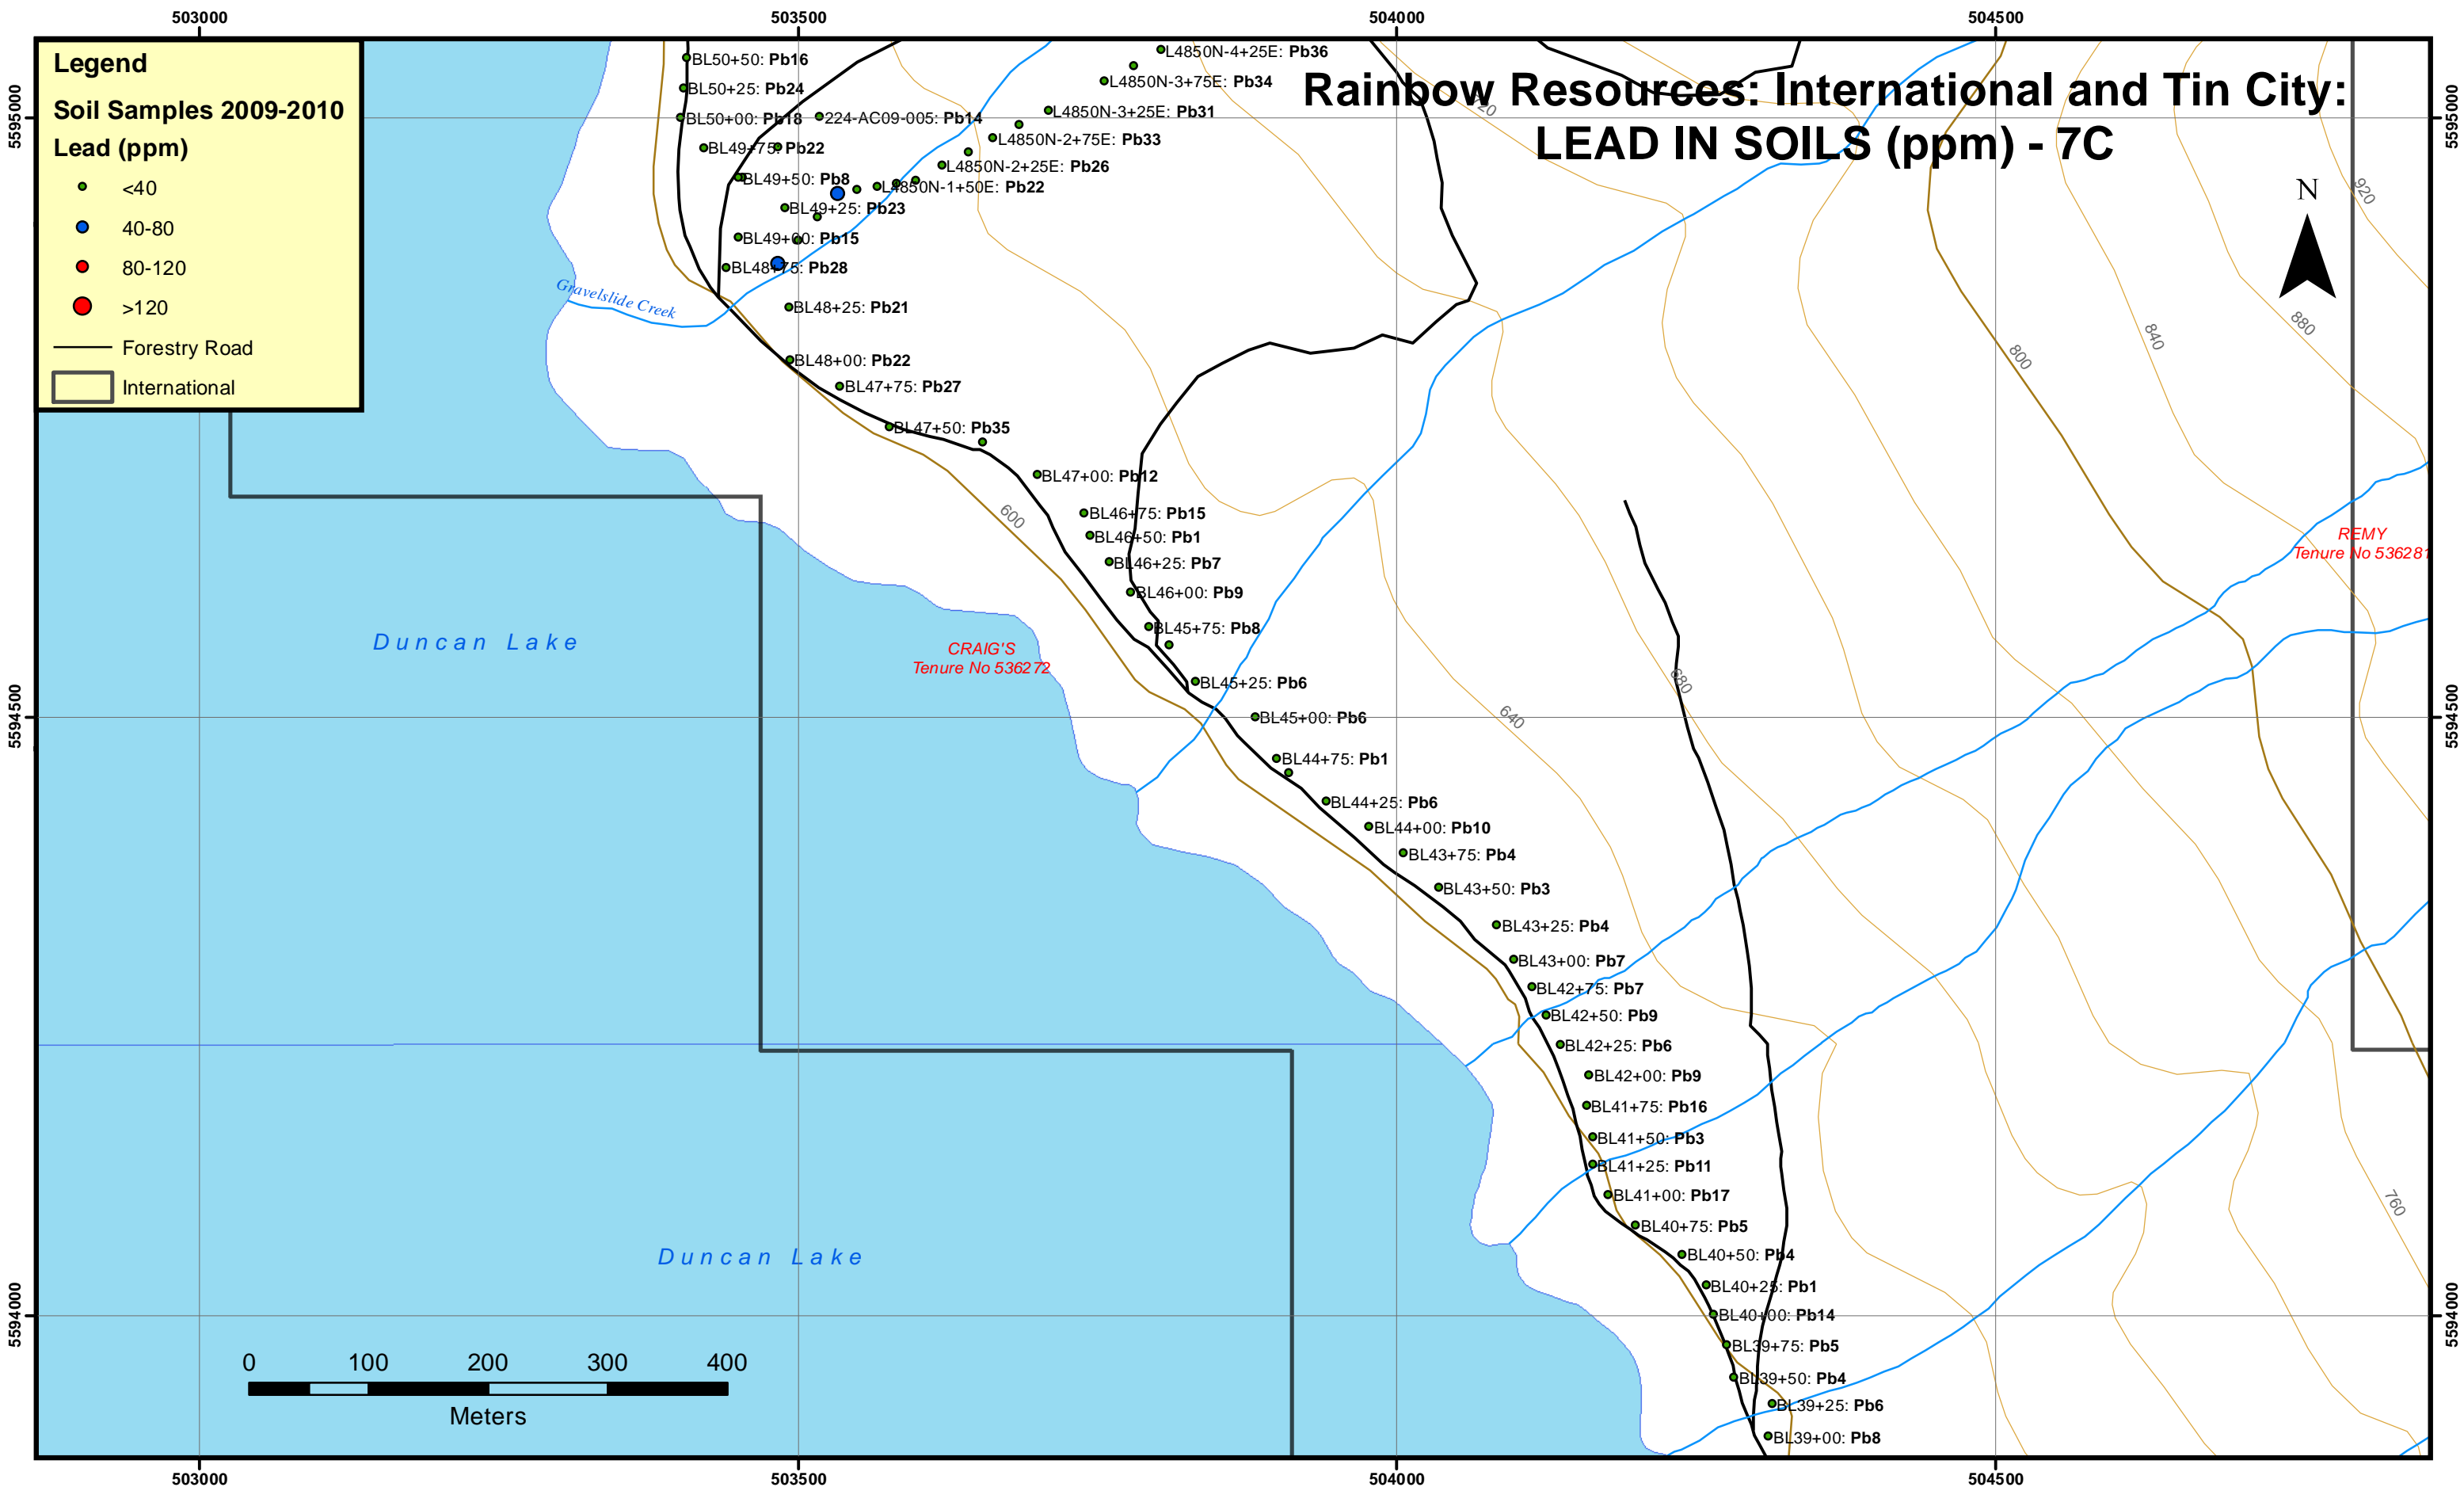 503000 503500 504000 504500
Rainbow Resources: International and Tin City:
LEAD IN SOILS (ppm) - 7C
N
Legend
Soil Samples 2009-2010
Lead (ppm)
<40
40-80
80-120
>120
Forestry Road
International
5595000
5594500
5594000
5595000
5594500
5594000
BL50+50: Pb16
BL50+25: Pb24
BL50+00: Pb18
BL49+75: Pb22
BL49+50: Pb8
BL49+25: Pb23
BL49+00: Pb15
BL48+75: Pb28
BL48+25: Pb21
BL48+00: Pb22
BL47+75: Pb27
BL47+50: Pb35
BL47+00: Pb12
BL46+75: Pb15
BL46+50: Pb1
BL46+25: Pb7
BL46+00: Pb9
BL45+75: Pb8
BL45+25: Pb6
BL45+00: Pb6
BL44+75: Pb1
BL44+25: Pb6
BL44+00: Pb10
BL43+75: Pb4
BL43+50: Pb3
BL43+25: Pb4
BL43+00: Pb7
BL42+75: Pb7
BL42+50: Pb9
BL42+25: Pb6
BL42+00: Pb9
BL41+75: Pb16
BL41+50: Pb3
BL41+25: Pb11
BL41+00: Pb17
BL40+75: Pb5
BL40+50: Pb4
BL40+25: Pb1
BL40+00: Pb14
BL39+75: Pb5
BL39+50: Pb4
BL39+25: Pb6
BL39+00: Pb8
L4850N-4+25E: Pb36
L4850N-3+75E: Pb34
L4850N-3+25E: Pb31
224-AC09-005: Pb14
L4850N-2+75E: Pb33
L4850N-2+25E: Pb26
L4850N-1+50E: Pb22
Gravelslide Creek
Duncan Lake
Duncan Lake
CRAIG'S
Tenure No 536272
REMY
Tenure No 536281
600
640
680
720
760
800
840
880
920
0 100 200 300 400
Meters
503000 503500 504000 504500